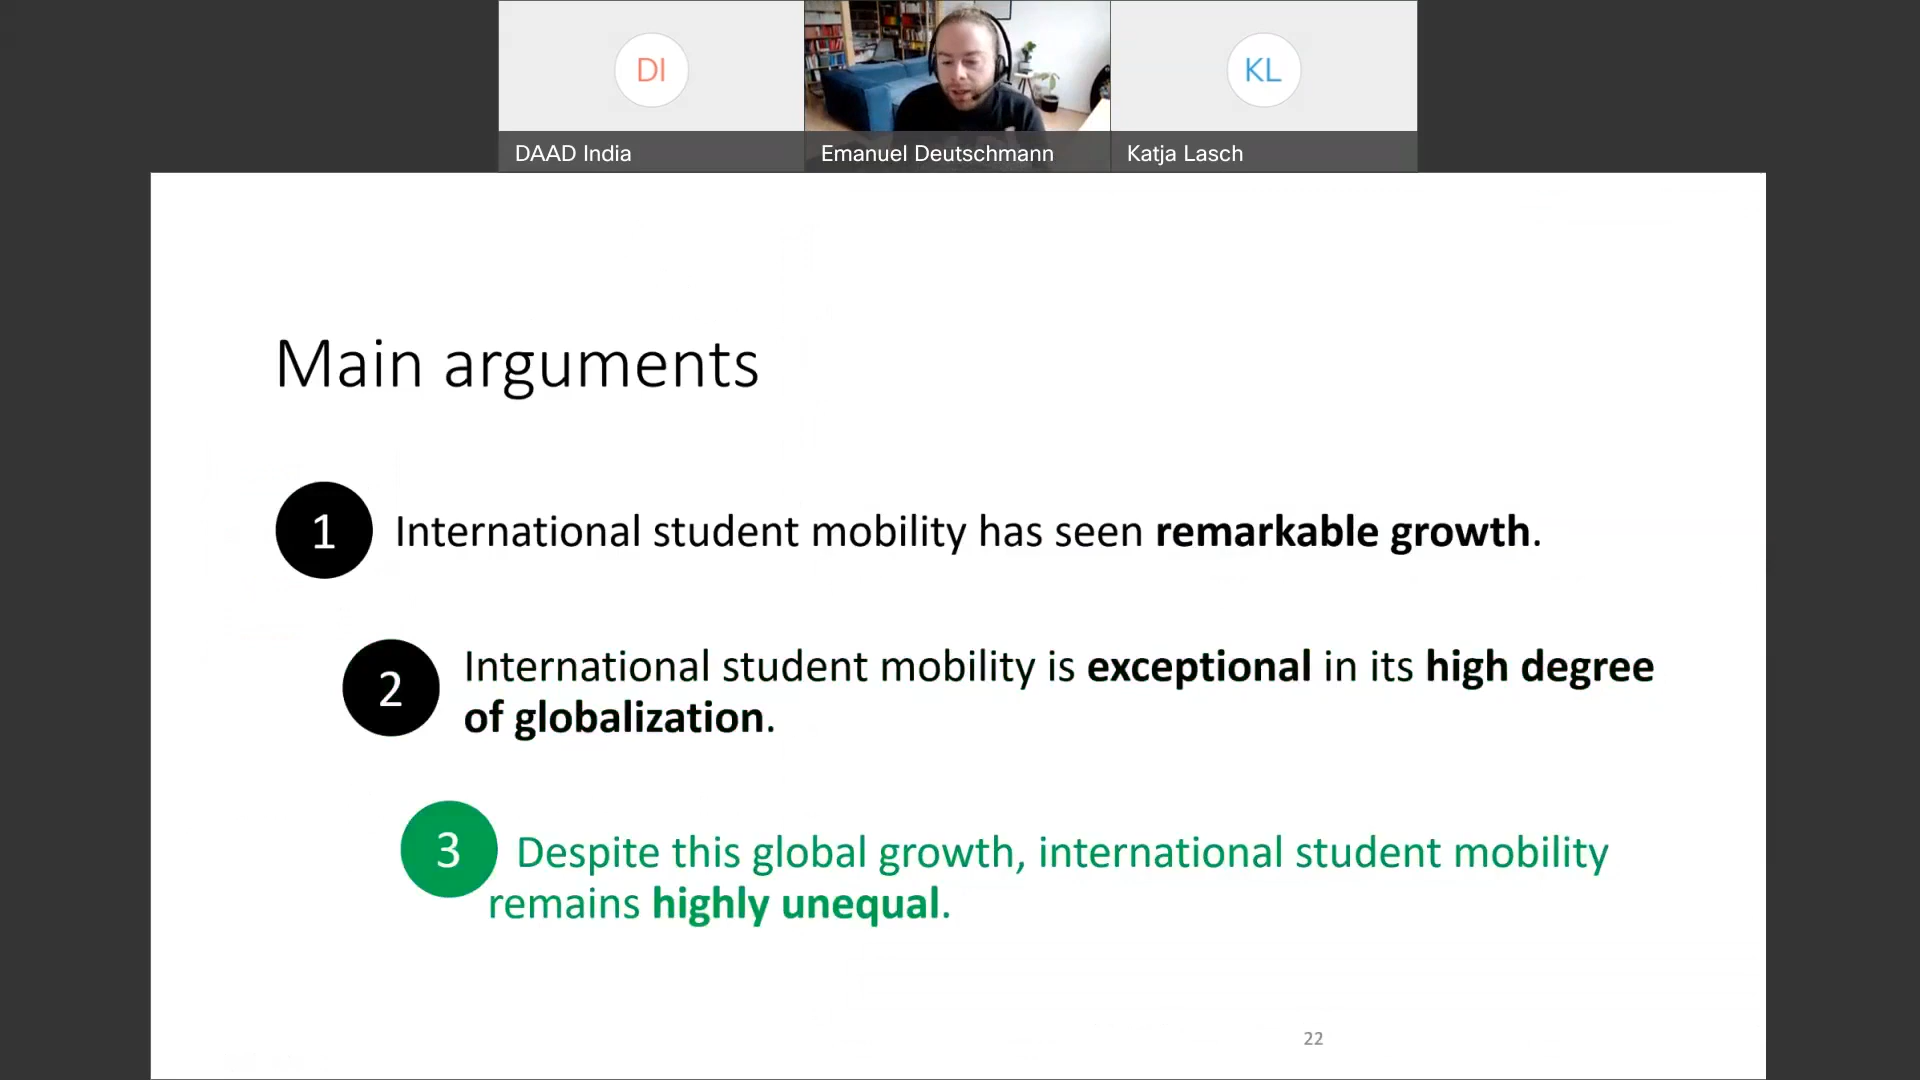 DI
KL
DAAD India
Emanuel Deutschmann
Katja Lasch
Main arguments
1
International student mobility has seen remarkable growth.
2
International student mobility is exceptional in its high degree
of globalization.
3
Despite this global growth, international student mobility
remains highly unequal.
22